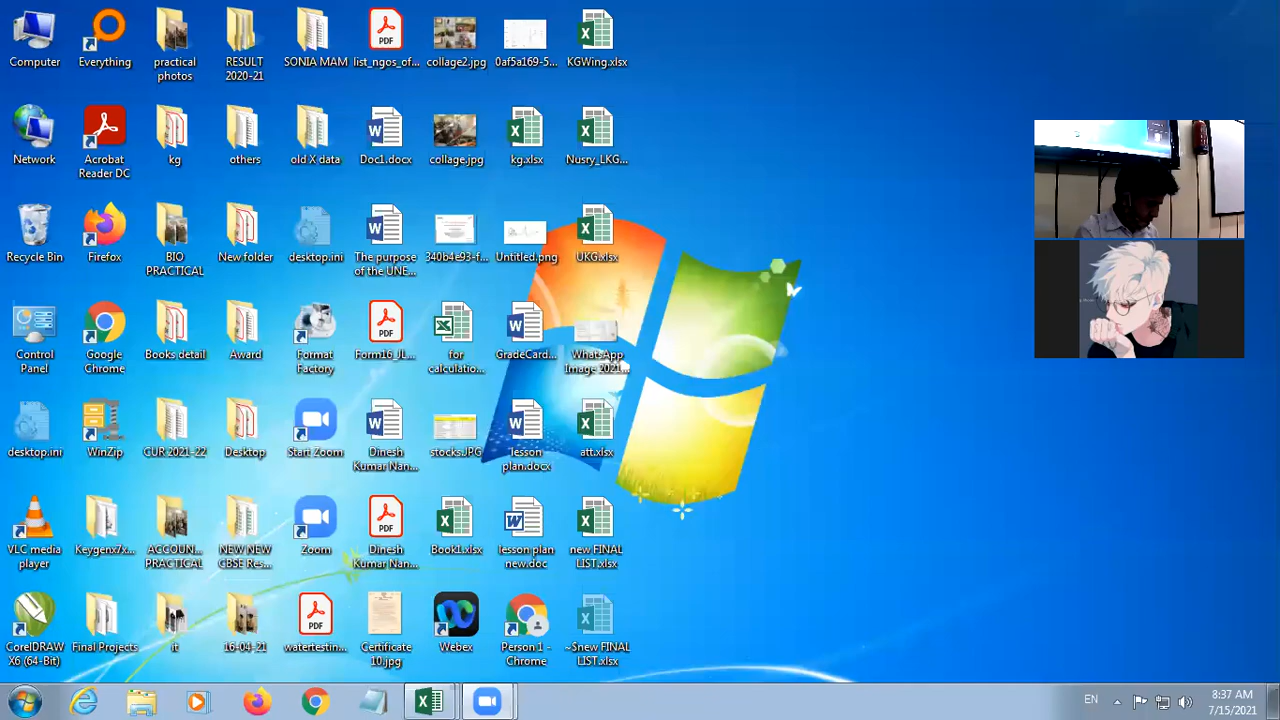 Computer
Everything
practical
photos
RESULT
2020-21
SONIA MAM
list_ngos_of...
collage2.jpg
0af5a169-5...
KGWing.xlsx
Network
Acrobat
Reader DC
kg
others
old X data
Doc1.docx
collage.jpg
kg.xlsx
Nusry_LKG...
Recycle Bin
Firefox
BIO
PRACTICAL
New folder
desktop.ini
The purpose
of the UNE...
340b4e93-f...
Untitled.png
UKG.xlsx
Control
Panel
Google
Chrome
Books detail
Award
Format
Factory
Form16_JL...
for
calculatio...
GradeCard...
WhatsApp
Image 2021...
desktop.ini
WinZip
CUR 2021-22
Desktop
Start Zoom
Dinesh
Kumar Nan...
stocks.JPG
lesson
plan.docx
att.xlsx
VLC media
player
Keygenx7x...
ACCOUN...
PRACTICAL
NEW NEW
CBSE Res...
Zoom
Dinesh
Kumar Nan...
Book1.xlsx
lesson plan
new.doc
new FINAL
LIST.xlsx
CorelDRAW
X6 (64-Bit)
Final Projects
it
16-04-21
watertestin...
Certificate
10.jpg
Webex
Person 1 -
Chrome
~$new FINAL
LIST.xlsx
EN
8:37 AM
7/15/2021